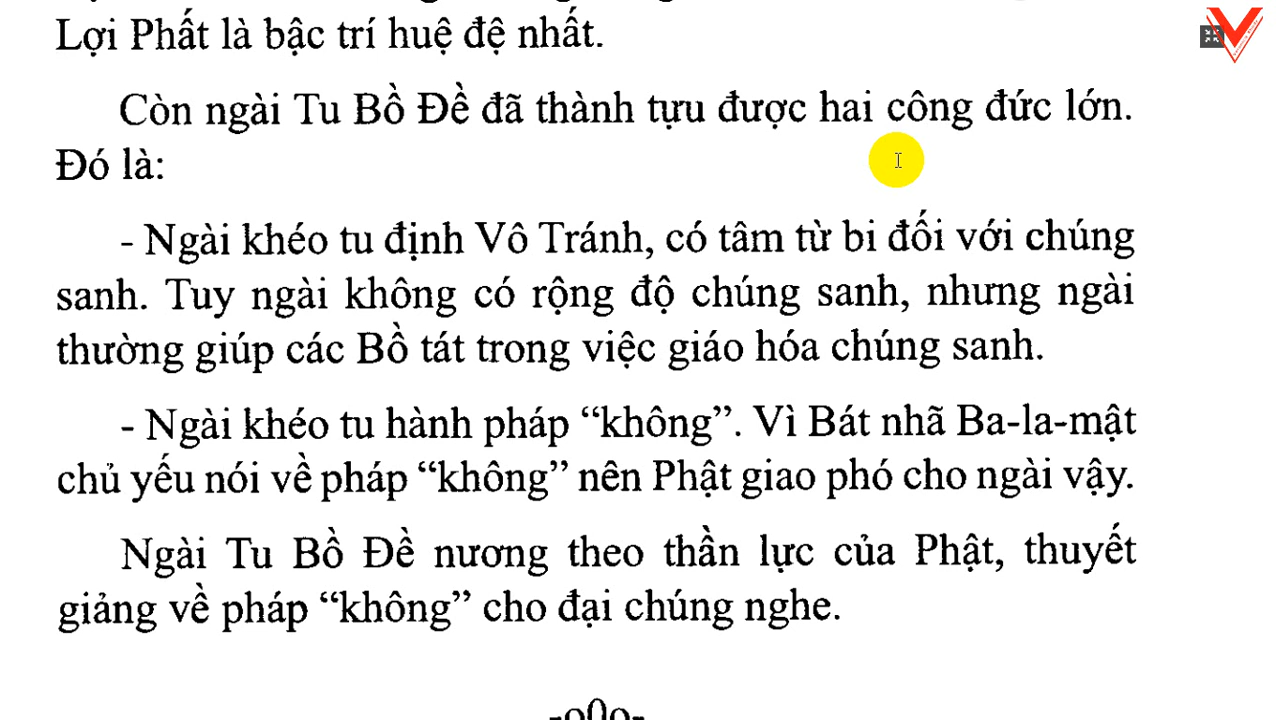 Lợi Phất là bậc trí huệ đệ nhất.
Còn ngài Tu Bồ Đề đã thành tựu được hai công đức lớn.
Đó là:
- Ngài khéo tu định Vô Tránh, có tâm từ bi đối với chúng
sanh. Tuy ngài không có rộng độ chúng sanh, nhưng ngài
thường giúp các Bồ tát trong việc giáo hóa chúng sanh.
- Ngài khéo tu hành pháp “không”. Vì Bát nhã Ba-la-mật
chủ yếu nói về pháp “không” nên Phật giao phó cho ngài vậy.
Ngài Tu Bồ Đề nương theo thần lực của Phật, thuyết
giảng về pháp “không” cho đại chúng nghe.
-o0o-